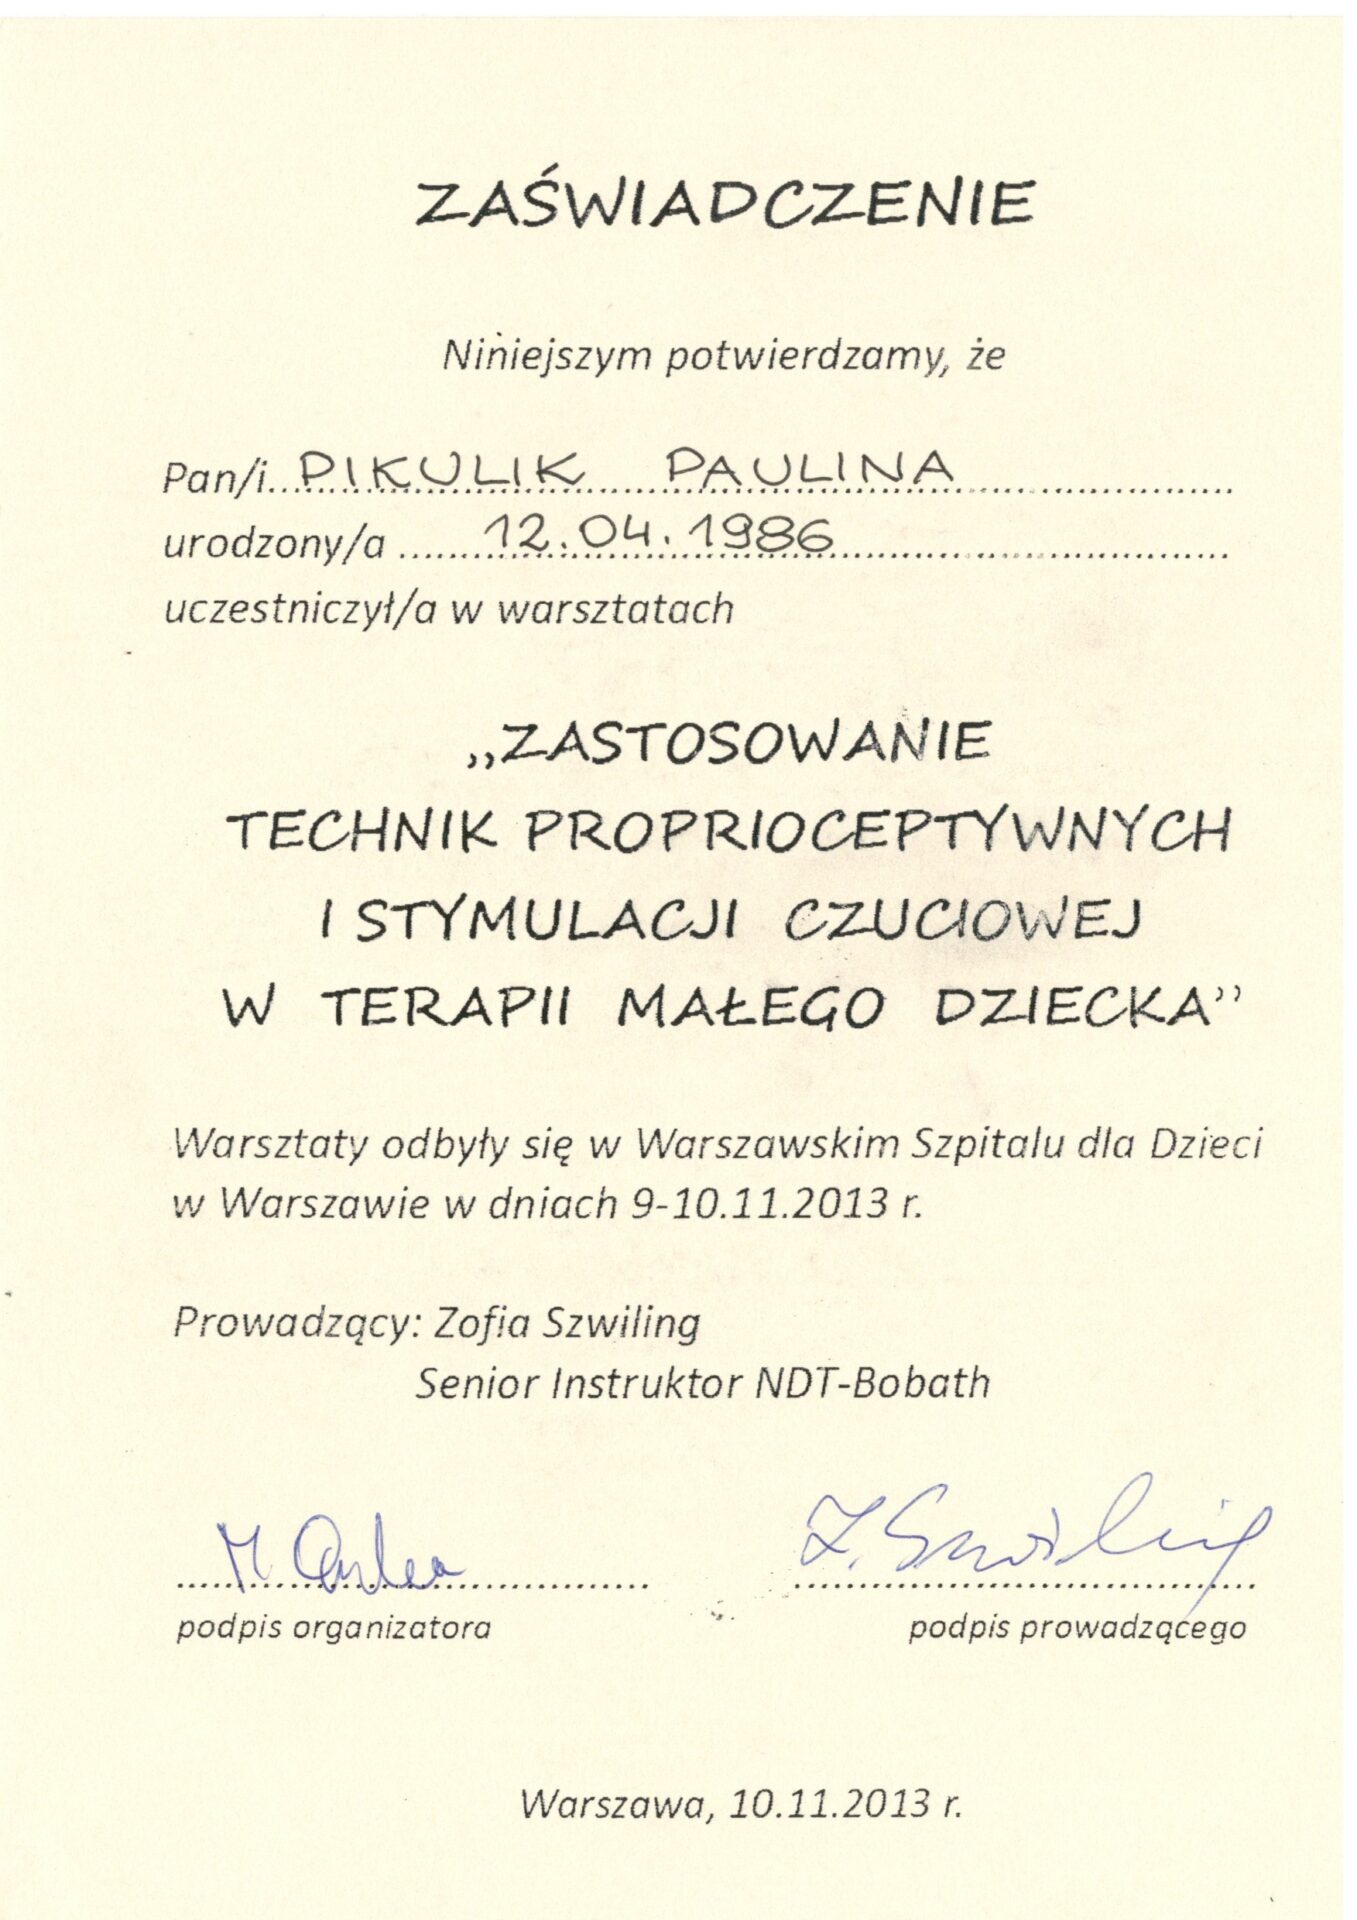 ZAŚWIADCZENIE
Niniejszym potwierdzamy, że
Pan/i PIKULIK PAULINA
urodzony/a 12.04.1986
uczestniczył/a w warsztatach
„ZASTOSOWANIE
TECHNIK PROPRIOCEPTYWNYCH
I STYMULACJI CZUCIOWEJ
W TERAPII MAŁEGO DZIECKA”
Warsztaty odbyły się w Warszawskim Szpitalu dla Dzieci
w Warszawie w dniach 9-10.11.2013 r.
Prowadzący: Zofia Szwiling
Senior Instruktor NDT-Bobath
M.
Z. Szwiling
podpis organizatora
podpis prowadzącego
Warszawa, 10.11.2013 r.